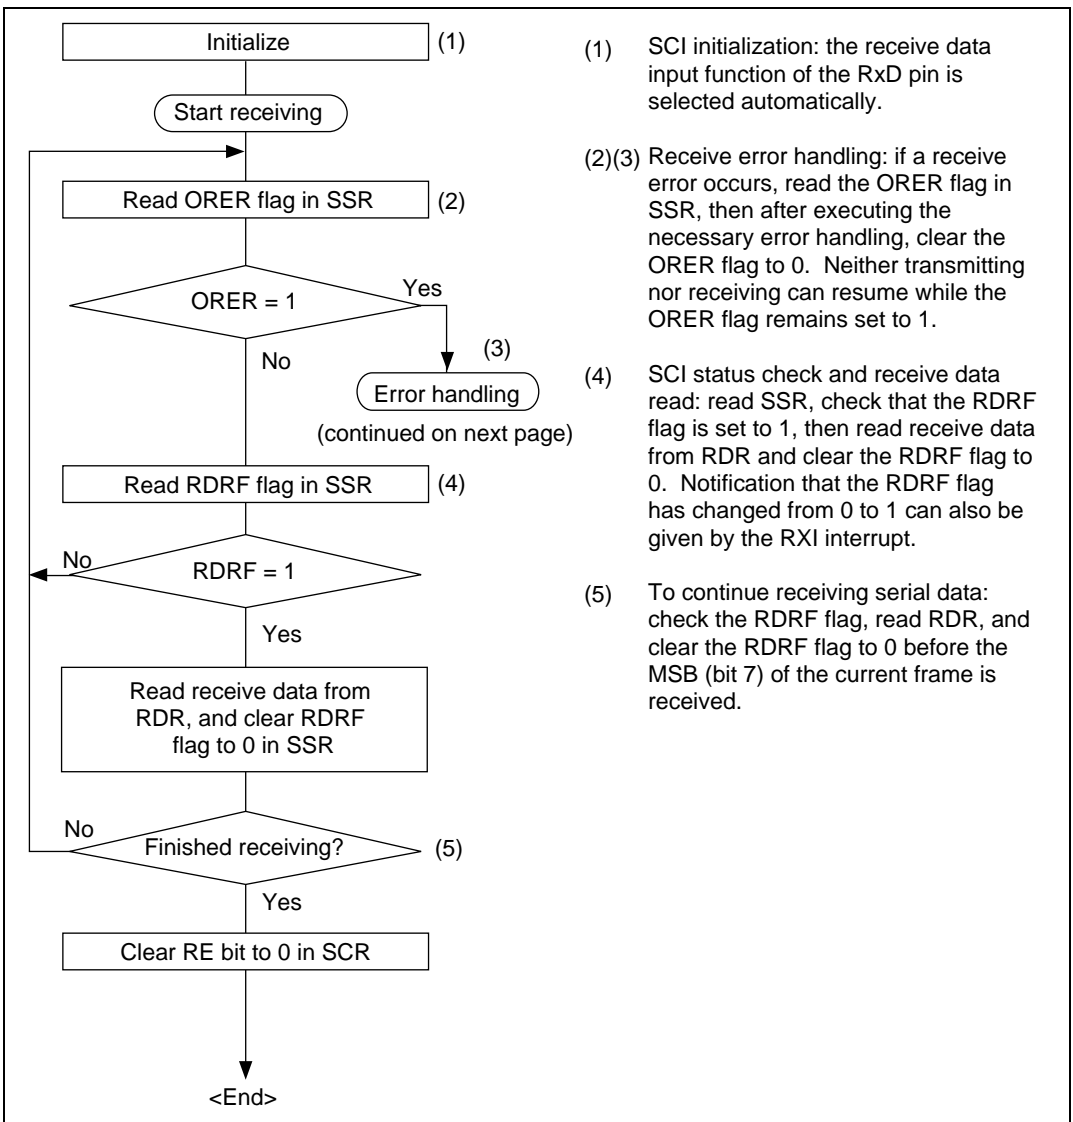 Initialize
(1)
Start receiving
Read ORER flag in SSR
(2)
ORER = 1
Yes
No
(3)
Error handling
(continued on next page)
Read RDRF flag in SSR
(4)
No
RDRF = 1
Yes
Read receive data from
RDR, and clear RDRF
flag to 0 in SSR
No
Finished receiving?
(5)
Yes
Clear RE bit to 0 in SCR
<End>
(1) SCI initialization: the receive data
input function of the RxD pin is
selected automatically.
(2)(3) Receive error handling: if a receive
error occurs, read the ORER flag in
SSR, then after executing the
necessary error handling, clear the
ORER flag to 0. Neither transmitting
nor receiving can resume while the
ORER flag remains set to 1.
(4) SCI status check and receive data
read: read SSR, check that the RDRF
flag is set to 1, then read receive data
from RDR and clear the RDRF flag to
0. Notification that the RDRF flag
has changed from 0 to 1 can also be
given by the RXI interrupt.
(5) To continue receiving serial data:
check the RDRF flag, read RDR, and
clear the RDRF flag to 0 before the
MSB (bit 7) of the current frame is
received.